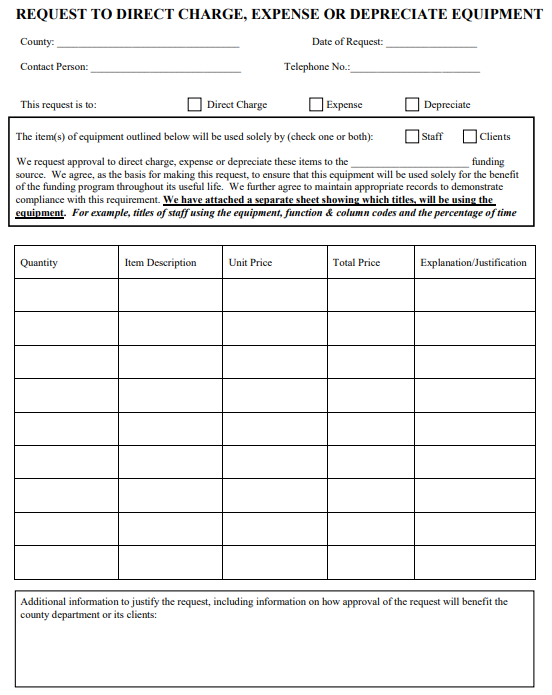 REQUEST TO DIRECT CHARGE, EXPENSE OR DEPRECIATE EQUIPMENT
County: ________________________________ Date of Request: ________________
Contact Person: ___________________________ Telephone No.:_______________________
This request is to: Direct Charge Expense Depreciate
The item(s) of equipment outlined below will be used solely by (check one or both): Staff Clients
We request approval to direct charge, expense or depreciate these items to the _____________________ funding
source. We agree, as the basis for making this request, to ensure that this equipment will be used solely for the benefit
of the funding program throughout its useful life. We further agree to maintain appropriate records to demonstrate
compliance with this requirement. We have attached a separate sheet showing which titles, will be using the
equipment. For example, titles of staff using the equipment, function & column codes and the percentage of time
Quantity Item Description Unit Price Total Price Explanation/Justification
Additional information to justify the request, including information on how approval of the request will benefit the
county department or its clients: